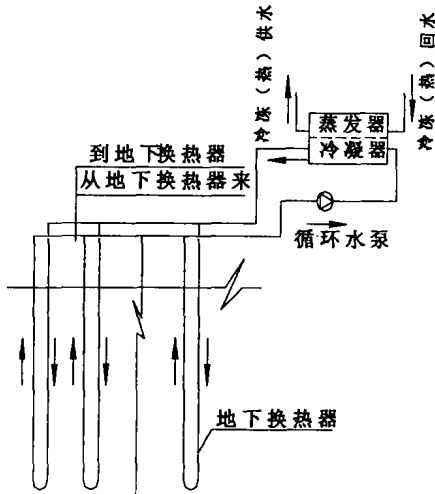 冷冻（热）供水
冷冻（热）回水
蒸发器
冷凝器
到地下换热器
从地下换热器来
循环水泵
地下换热器